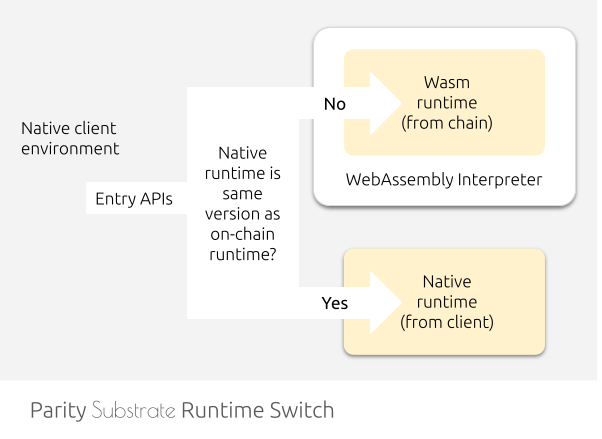 Native client
environment
Entry APIs
Native
runtime is
same
version as
on-chain
runtime?
No
Wasm
runtime
(from chain)
WebAssembly Interpreter
Yes
Native
runtime
(from client)
Parity Substrate Runtime Switch